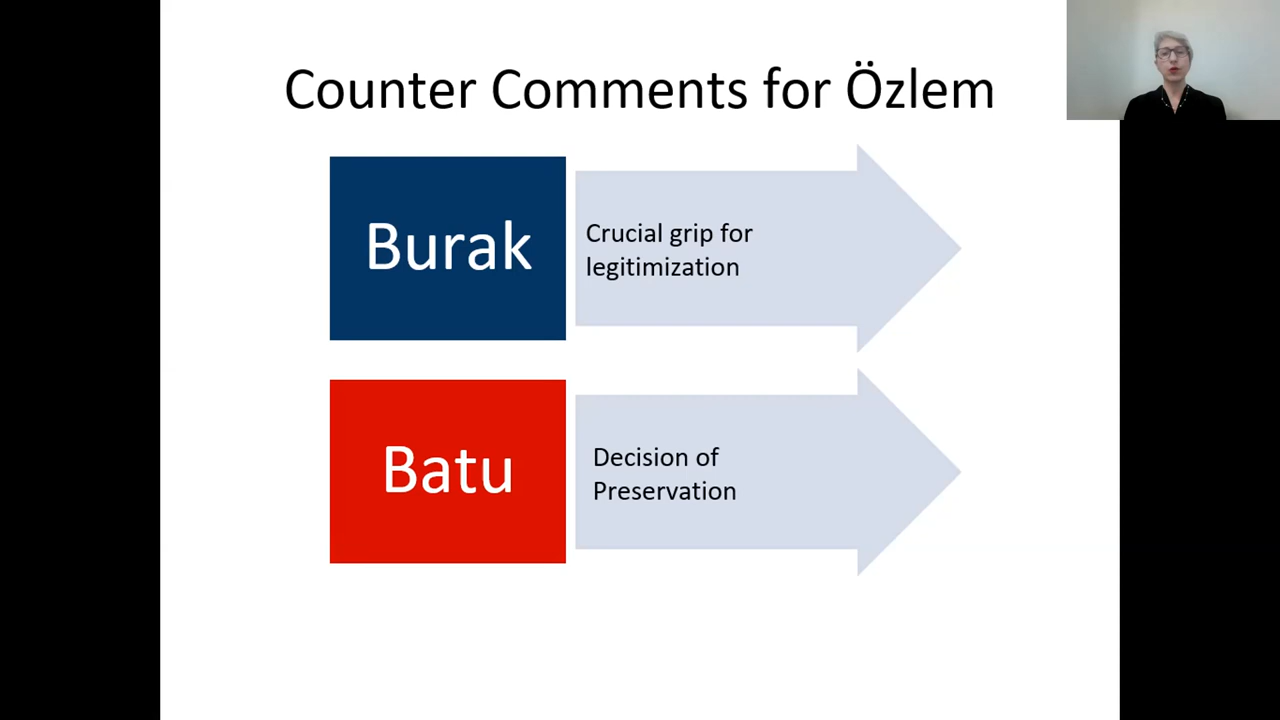 Counter Comments for Özlem
Burak
Crucial grip for
legitimization
Batu
Decision of
Preservation